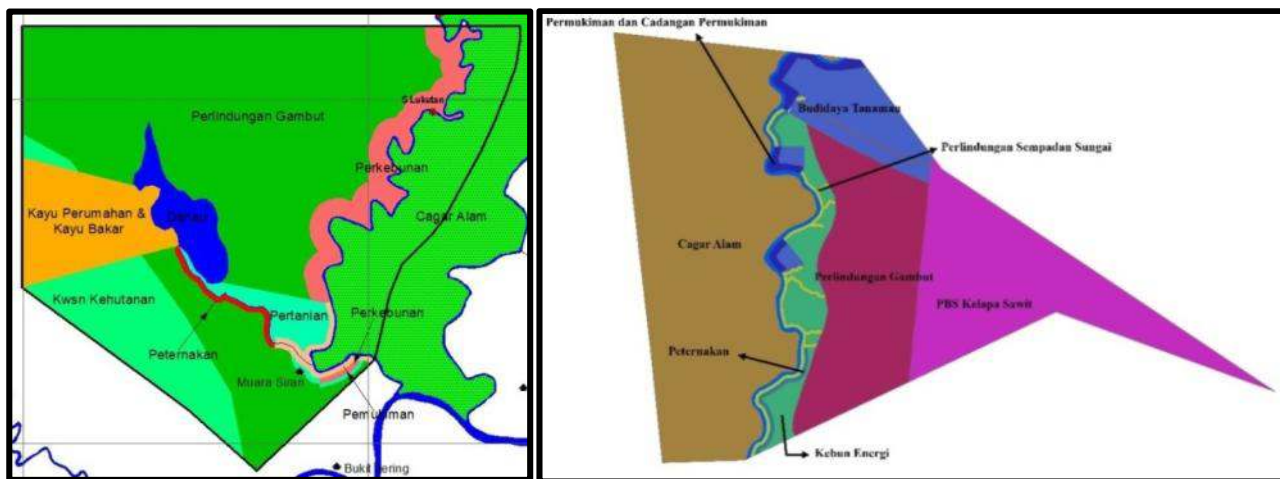 S Lukutan
Perlindungan Gambut
Perkebunan
Kayu Perumahan &
Kayu Bakar
Danau
Cagar Alam
Kwsn Kehutanan
Pertanian
Perkebunan
Peternakan
Muara Siran
Pemukiman
Bukit Jering
Permukiman dan Cadangan Permukiman
Budidaya Tanaman
Perlindungan Sempadan Sungai
Cagar Alam
Perlindungan Gambut
PBS Kelapa Sawit
Peternakan
Kebun Energi